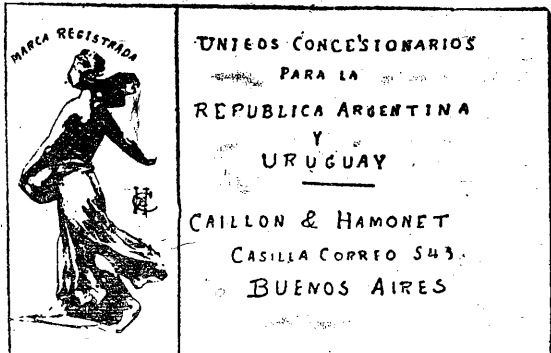 MARCA REGISTRADA
UNICOS CONCESIONARIOS
PARA LA
REPUBLICA ARGENTINA
Y
URUGUAY
CAILLON & HAMONET
CASILLA CORREO 543.
BUENOS AIRES